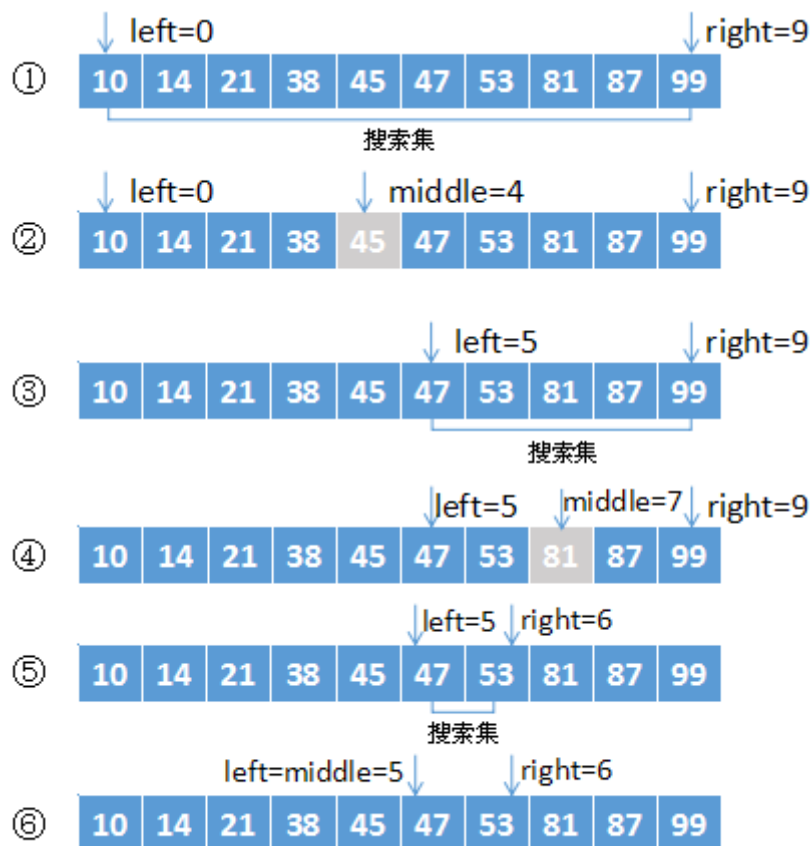 left=0 right=9
① 10 14 21 38 45 47 53 81 87 99
搜索集
left=0 middle=4 right=9
② 10 14 21 38 45 47 53 81 87 99
left=5 right=9
③ 10 14 21 38 45 47 53 81 87 99
搜索集
left=5 middle=7 right=9
④ 10 14 21 38 45 47 53 81 87 99
left=5 right=6
⑤ 10 14 21 38 45 47 53 81 87 99
搜索集
left=middle=5 right=6
⑥ 10 14 21 38 45 47 53 81 87 99